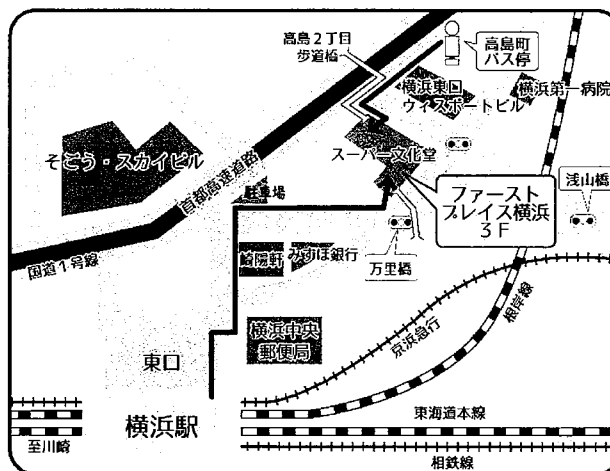 高島２丁目
歩道橋
高島町
バス停
横浜東口
ウィスポートビル
横浜第一病院
そごう・スカイビル
首都高速道路
スーパー文化堂
駐車場
ファースト
プレイス横浜
３Ｆ
浅山橋
国道１号線
崎陽軒
みずほ銀行
万里橋
根岸線
京浜急行
横浜中央
郵便局
東口
横浜駅
東海道本線
至川崎
相鉄線